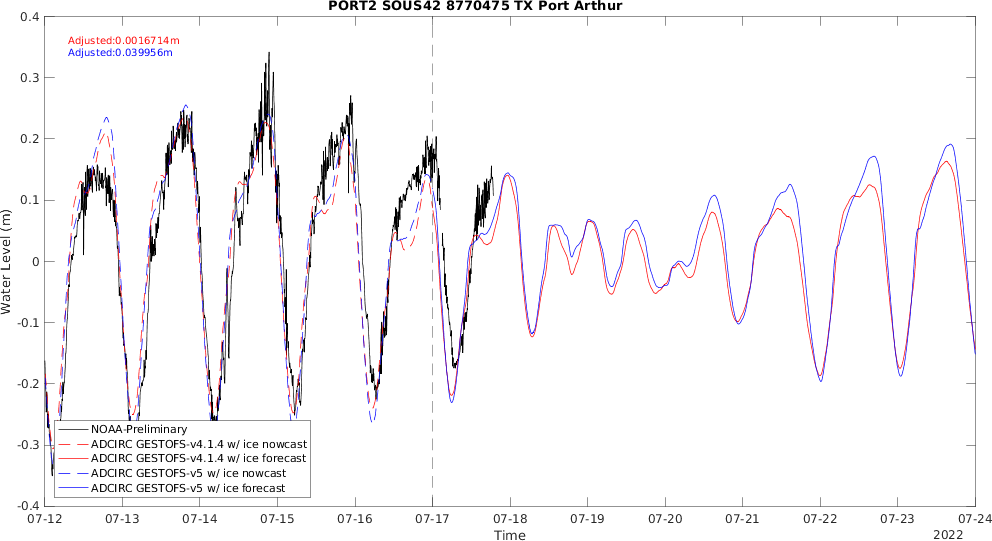 PORT2 SOUS42 8770475 TX Port Arthur
Adjusted:0.0016714m
Adjusted:0.039956m
Water Level (m)
0.4
0.3
0.2
0.1
0
-0.1
-0.2
-0.3
-0.4
NOAA-Preliminary
ADCIRC GESTOFS-v4.1.4 w/ ice nowcast
ADCIRC GESTOFS-v4.1.4 w/ ice forecast
ADCIRC GESTOFS-v5 w/ ice nowcast
ADCIRC GESTOFS-v5 w/ ice forecast
07-12 07-13 07-14 07-15 07-16 07-17 07-18 07-19 07-20 07-21 07-22 07-23 07-24
Time
2022